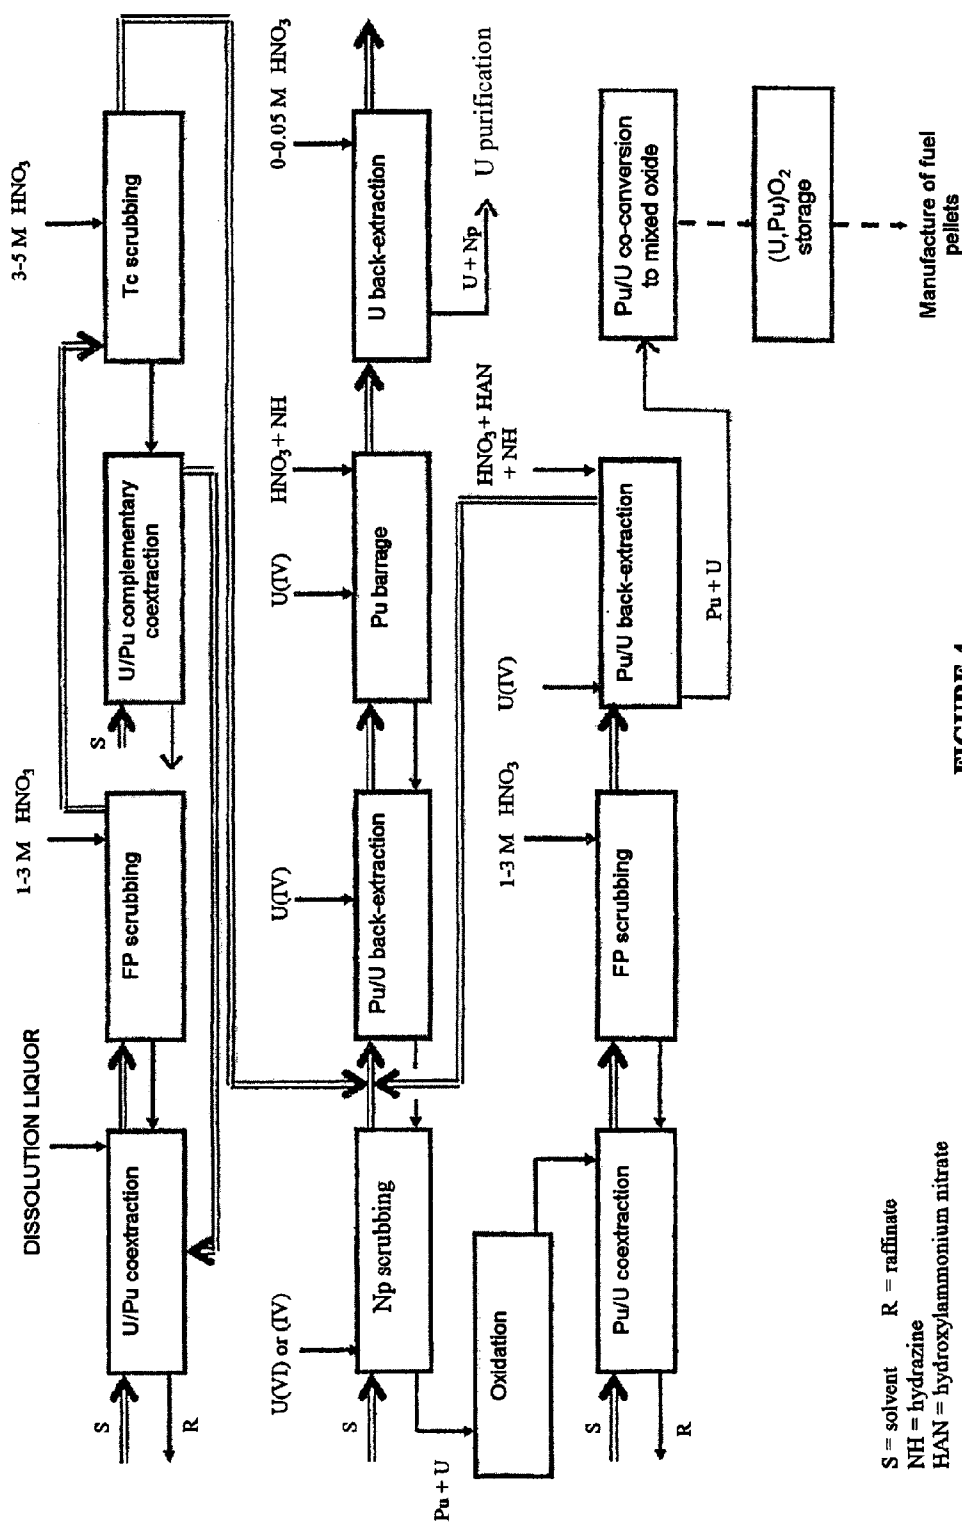 DISSOLUTION LIQUOR
1-3 M HNO3
3-5 M HNO3
S
R
U/Pu coextraction
FP scrubbing
S
U/Pu complementary
coextraction
Tc scrubbing
U(VI) or (IV)
U(IV)
U(IV)
HNO3+ NH
0-0.05 M HNO3
S
Np scrubbing
Pu/U back-extraction
Pu barrage
U back-extraction
U + Np
U purification
Pu + U
Oxidation
1-3 M HNO3
U(IV)
HNO3+ HAN
+ NH
S
R
Pu/U coextraction
FP scrubbing
Pu/U back-extraction
Pu + U
Pu/U co-conversion
to mixed oxide
(U,Pu)O2
storage
Manufacture of fuel
pellets
S = solvent R = raffinate
NH = hydrazine
HAN = hydroxylammonium nitrate
FIGURE 4